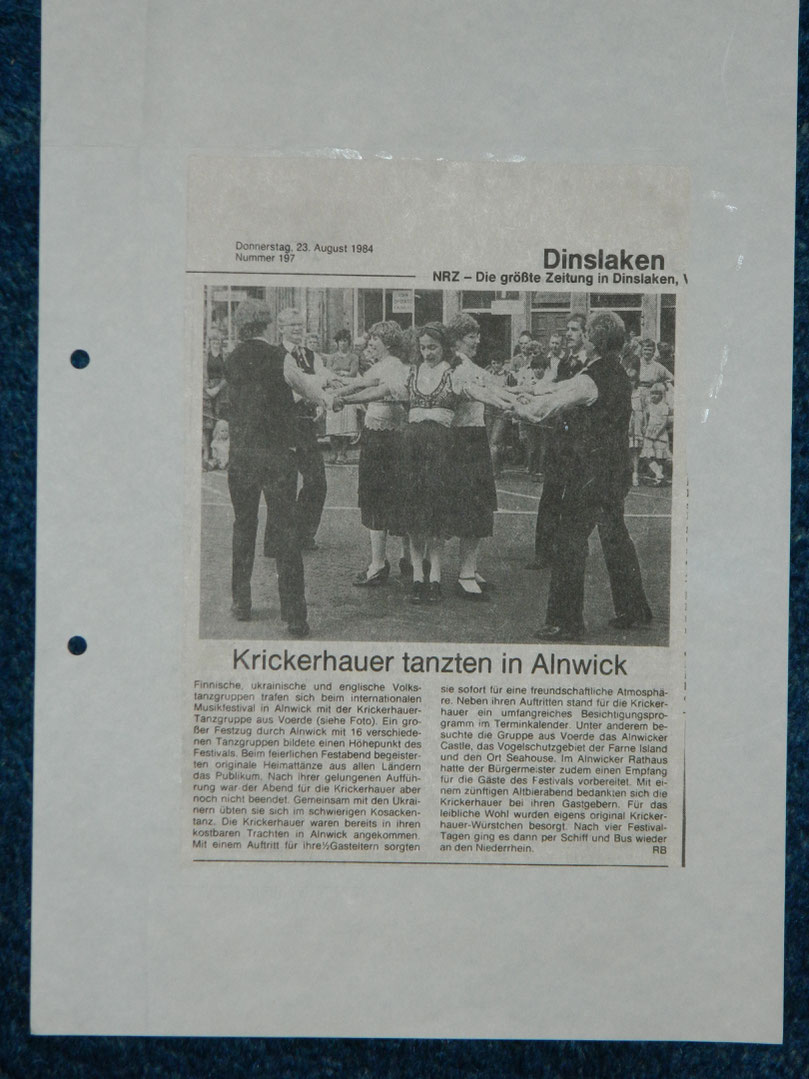 Donnerstag, 23. August 1984
Nummer 197
Dinslaken
NRZ – Die größte Zeitung in Dinslaken, \
Krickerhauer tanzten in Alnwick
Finnische, ukrainische und englische Volks-
tanzgruppen trafen sich beim internationalen
Musikfestival in Alnwick mit der Krickerhauer-
Tanzgruppe aus Voerde (siehe Foto). Ein gro-
ßer Festzug durch Alnwick mit 16 verschiede-
nen Tanzgruppen bildete einen Höhepunkt des
Festivals. Beim feierlichen Festabend begeister-
ten originale Heimattänze aus allen Ländern
das Publikum. Nach ihrer gelungenen Auffüh-
rung war der Abend für die Krickerhauer aber
noch nicht beendet. Gemeinsam mit den Ukrai-
nern übten sie sich im schwierigen Kosacken-
tanz. Die Krickerhauer waren bereits in ihren
kostbaren Trachten in Alnwick angekommen.
Mit einem Auftritt für ihre½Gasteltern sorgten
sie sofort für eine freundschaftliche Atmosphä-
re. Neben ihren Auftritten stand für die Kricker-
hauer ein umfangreiches Besichtigungspro-
gramm im Terminkalender. Unter anderem be-
suchte die Gruppe aus Voerde das Alnwicker
Castle, das Vogelschutzgebiet der Farne Island
und den Ort Seahouse. Im Alnwicker Rathaus
hatte der Bürgermeister zudem einen Empfang
für die Gäste des Festivals vorbereitet. Mit ei-
nem zünftigen Altbierabend bedankten sich die
Krickerhauer bei ihren Gastgebern. Für das
leibliche Wohl wurden eigens original Kricker-
hauer-Würstchen besorgt. Nach vier Festival-
Tagen ging es dann per Schiff und Bus wieder
an den Niederrhein. RB